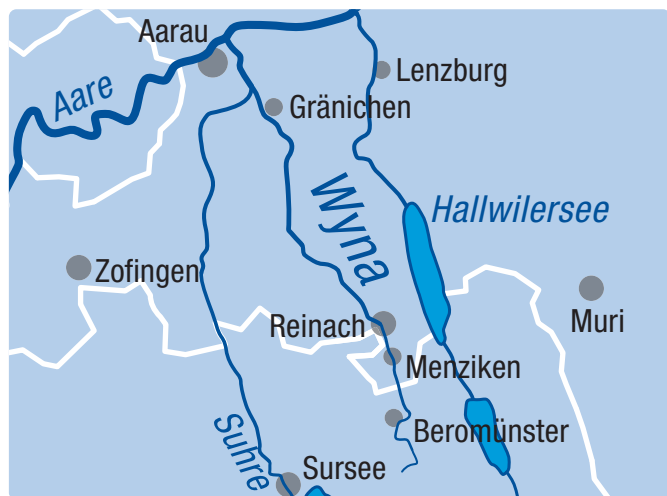 Aarau
Lenzburg
Aare
Gränichen
Wyna
Hallwilersee
Zofingen
Reinach
Muri
Menziken
Suhre
Beromünster
Sursee